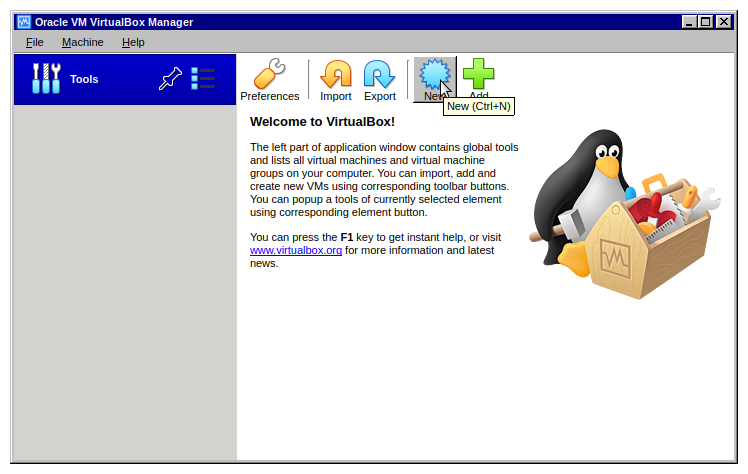 Oracle VM VirtualBox Manager
File Machine Help
Tools
Preferences Import Export New Add
New (Ctrl+N)
Welcome to VirtualBox!
The left part of application window contains global tools
and lists all virtual machines and virtual machine
groups on your computer. You can import, add and
create new VMs using corresponding toolbar buttons.
You can popup a tools of currently selected element
using corresponding element button.
You can press the F1 key to get instant help, or visit
www.virtualbox.org for more information and latest
news.